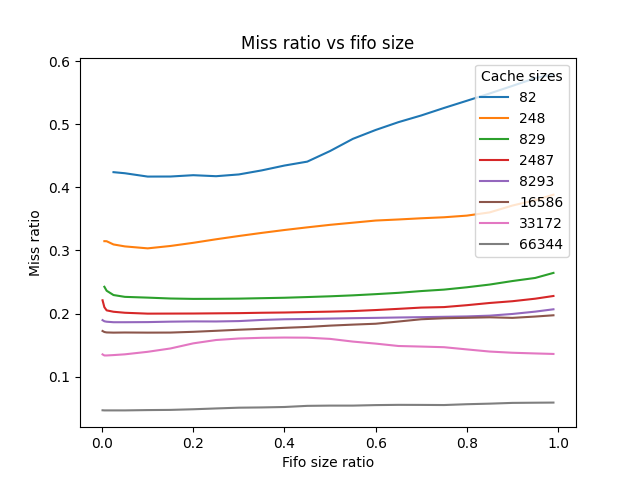 Miss ratio vs fifo size
Cache sizes
82
248
829
2487
8293
16586
33172
66344
0.6
0.5
0.4
0.3
0.2
0.1
Miss ratio
0.0 0.2 0.4 0.6 0.8 1.0
Fifo size ratio